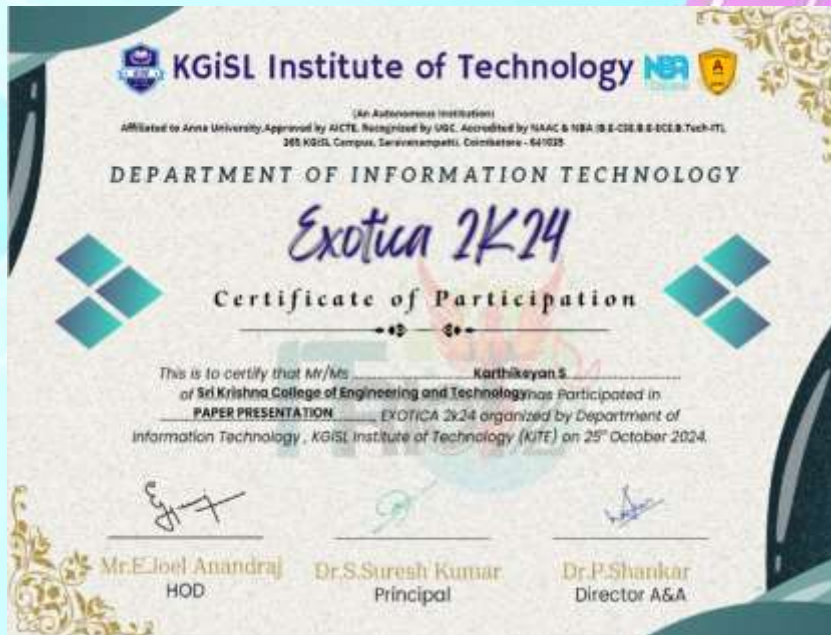 KGiSL Institute of Technology NBA A
(An Autonomous Institution)
Affiliated to Anna University, Approved by AICTE, Recognized by UGC, Accredited by NAAC & NBA (B.E-CSE,B.E-ECE,B.Tech-IT),
365 KGiSL Campus, Saravanampatti, Coimbatore - 641035
DEPARTMENT OF INFORMATION TECHNOLOGY
Exotica 2K24
Certificate of Participation
This is to certify that Mr/Ms Karthikeyan S
of Sri Krishna College of Engineering and Technology has Participated in
PAPER PRESENTATION EXOTICA 2k24 organized by Department of
Information Technology , KGiSL Institute of Technology (KiTE) on 25th October 2024.
Mr.E.Joel Anandraj Dr.S.Suresh Kumar Dr.P.Shankar
HOD Principal Director A&A